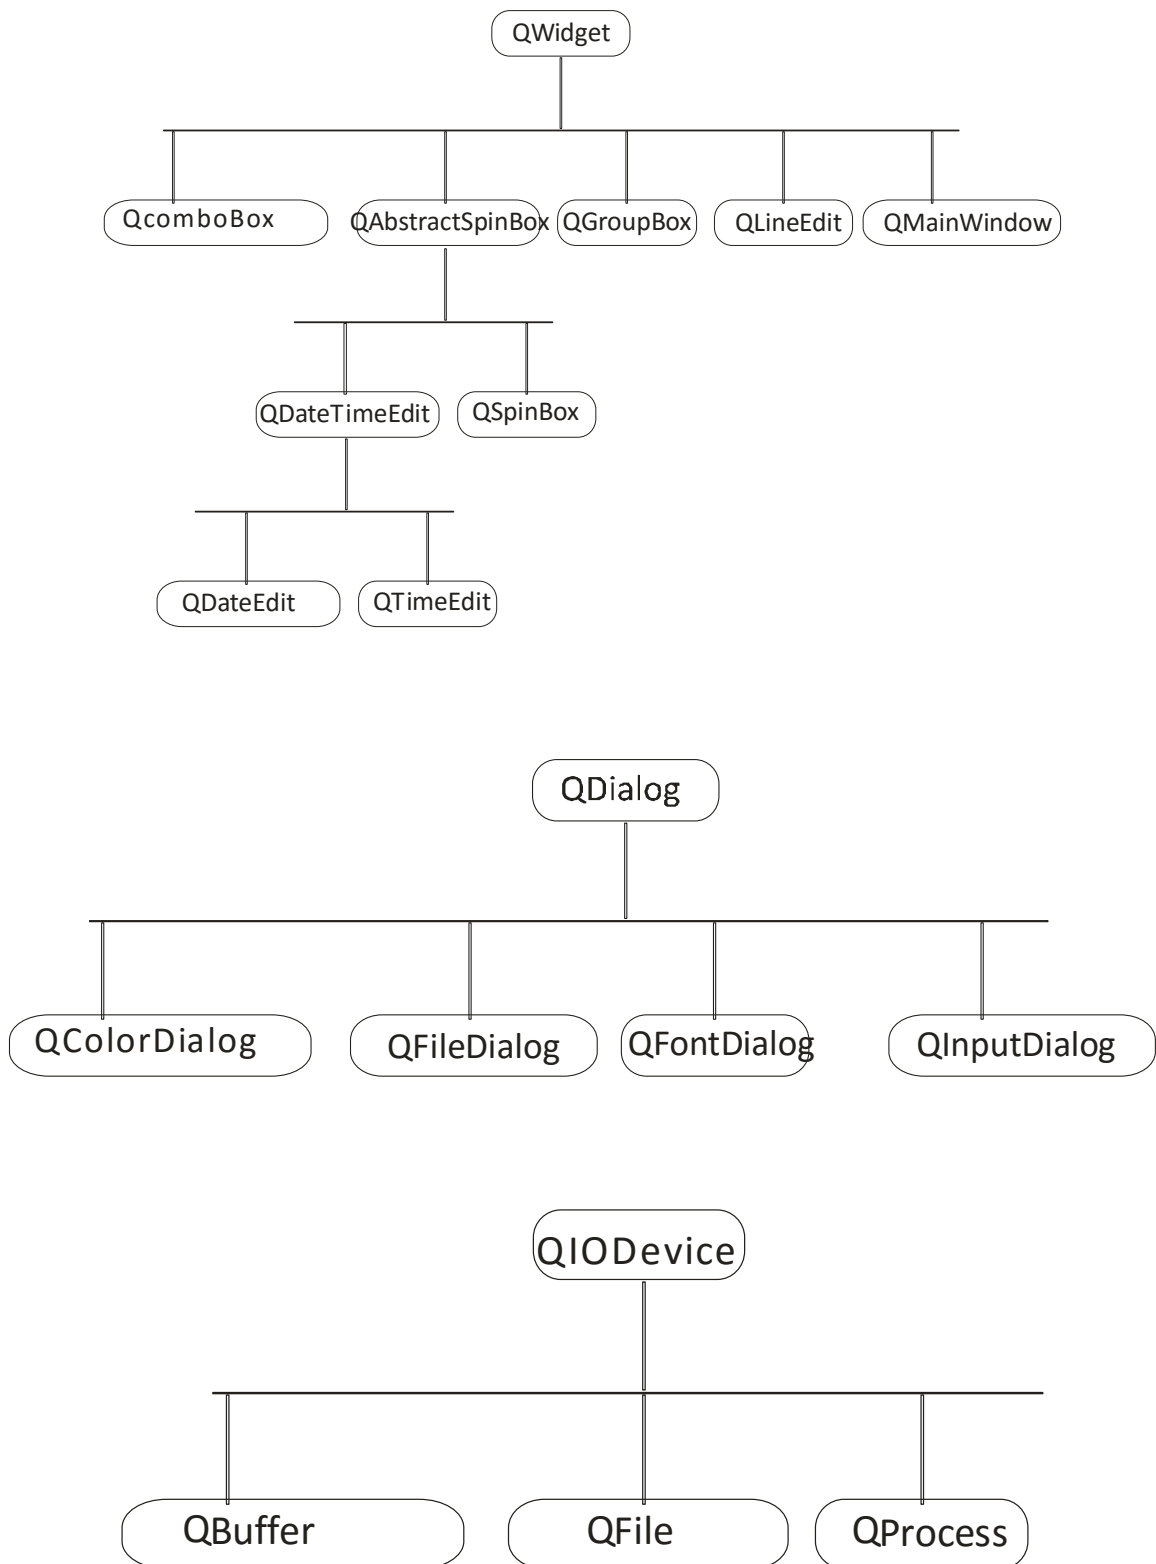 QWidget
QcomboBox QAbstractSpinBox QGroupBox QLineEdit QMainWindow
QDateTimeEdit QSpinBox
QDateEdit QTimeEdit
QDialog
QColorDialog QFileDialog QFontDialog QInputDialog
QIODevice
QBuffer QFile QProcess